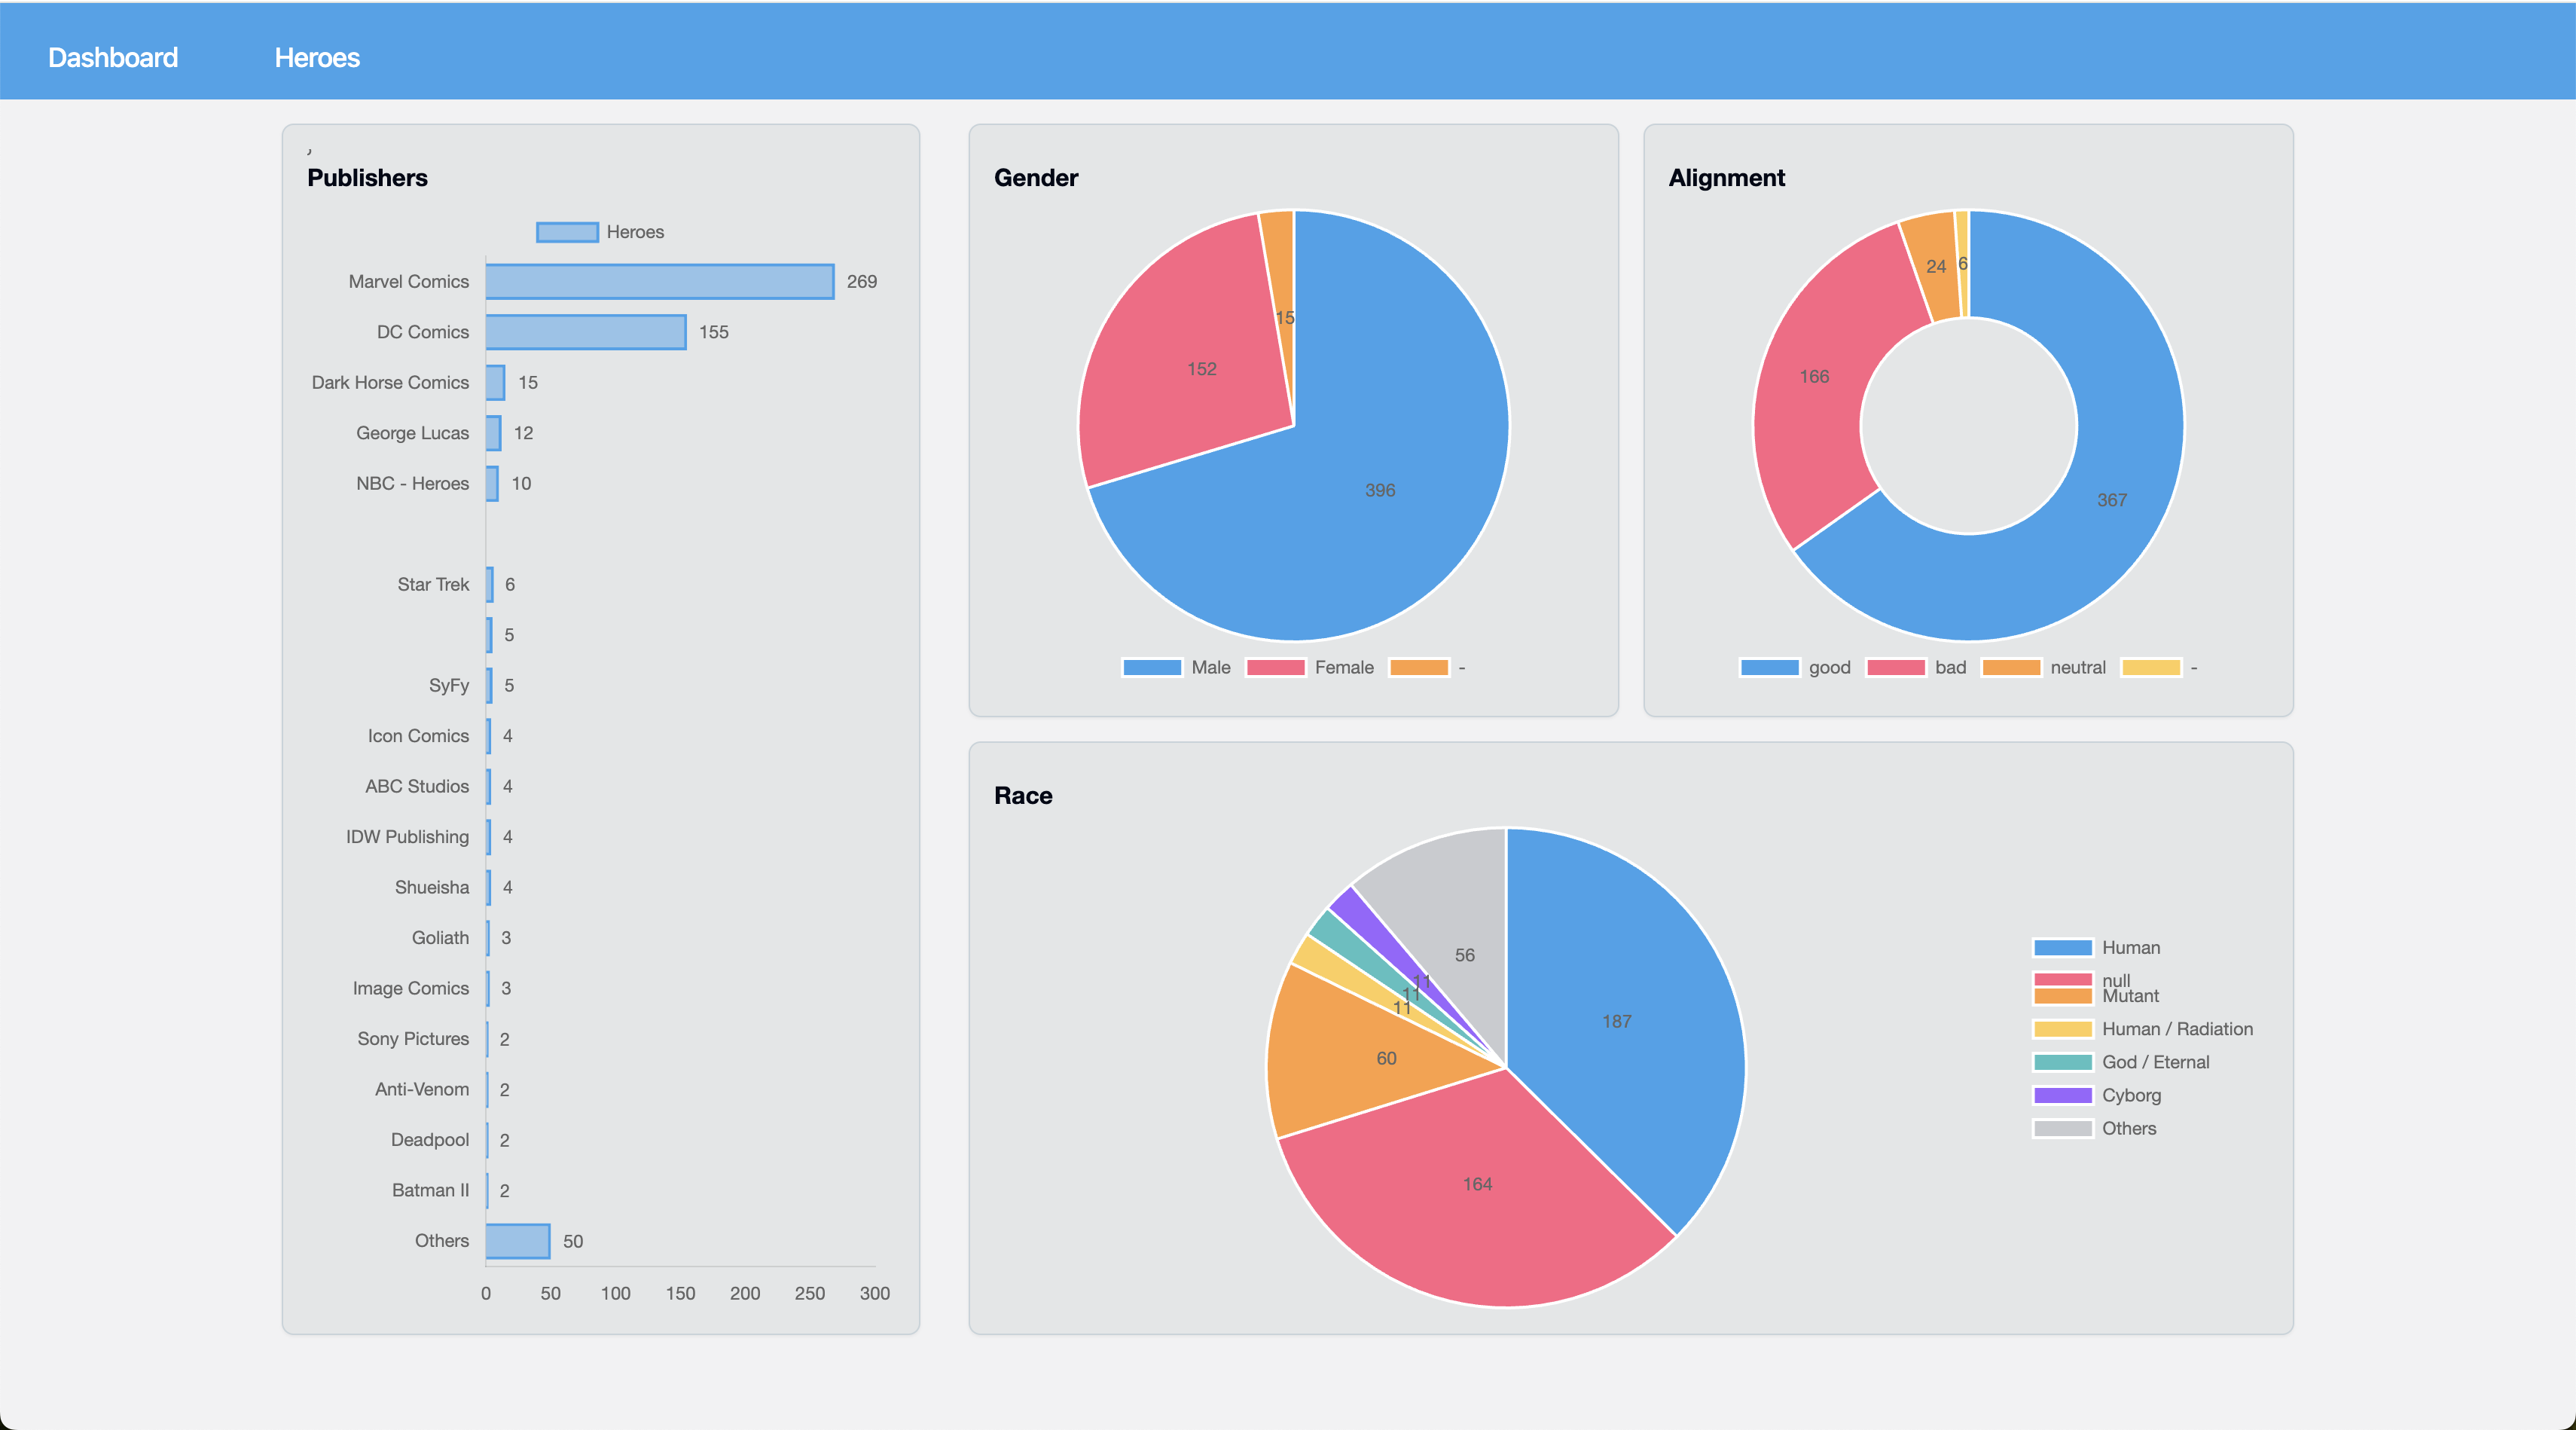 Dashboard Heroes
,
Publishers
Heroes
Marvel Comics 269
DC Comics 155
Dark Horse Comics 15
George Lucas 12
NBC - Heroes 10
Star Trek 6
5
SyFy 5
Icon Comics 4
ABC Studios 4
IDW Publishing 4
Shueisha 4
Goliath 3
Image Comics 3
Sony Pictures 2
Anti-Venom 2
Deadpool 2
Batman II 2
Others 50
0 50 100 150 200 250 300
Gender
15
152
396
Male Female -
Alignment
24 6
166
367
good bad neutral -
Race
56
11
11
11
187
60
164
Human
null
Mutant
Human / Radiation
God / Eternal
Cyborg
Others